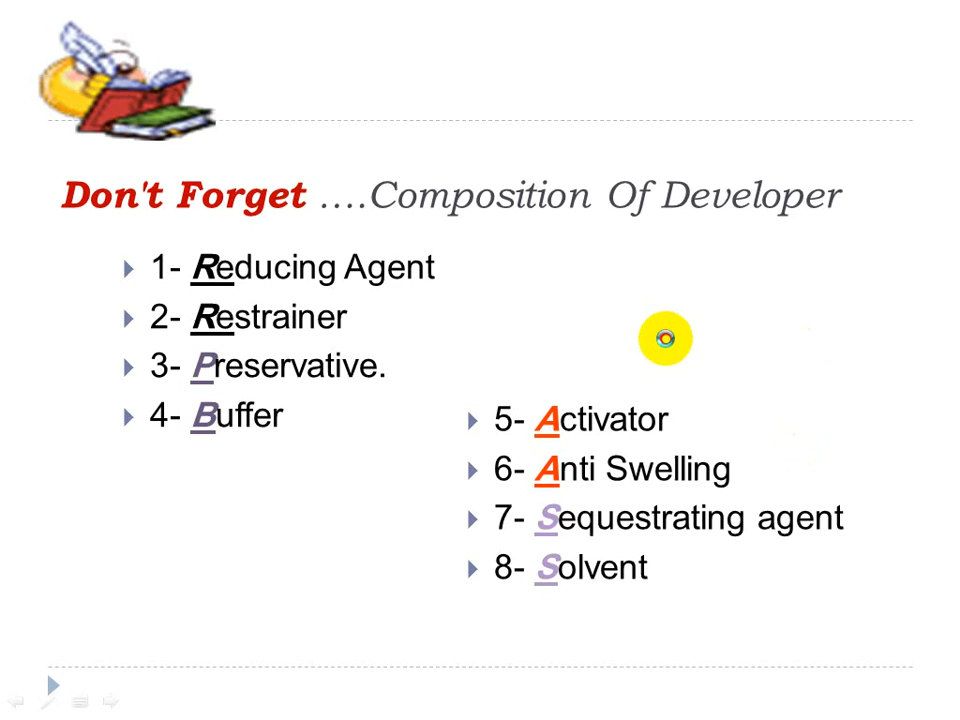 Don't Forget ....Composition Of Developer
1- Reducing Agent
2- Restrainer
3- Preservative.
4- Buffer
5- Activator
6- Anti Swelling
7- Sequestrating agent
8- Solvent